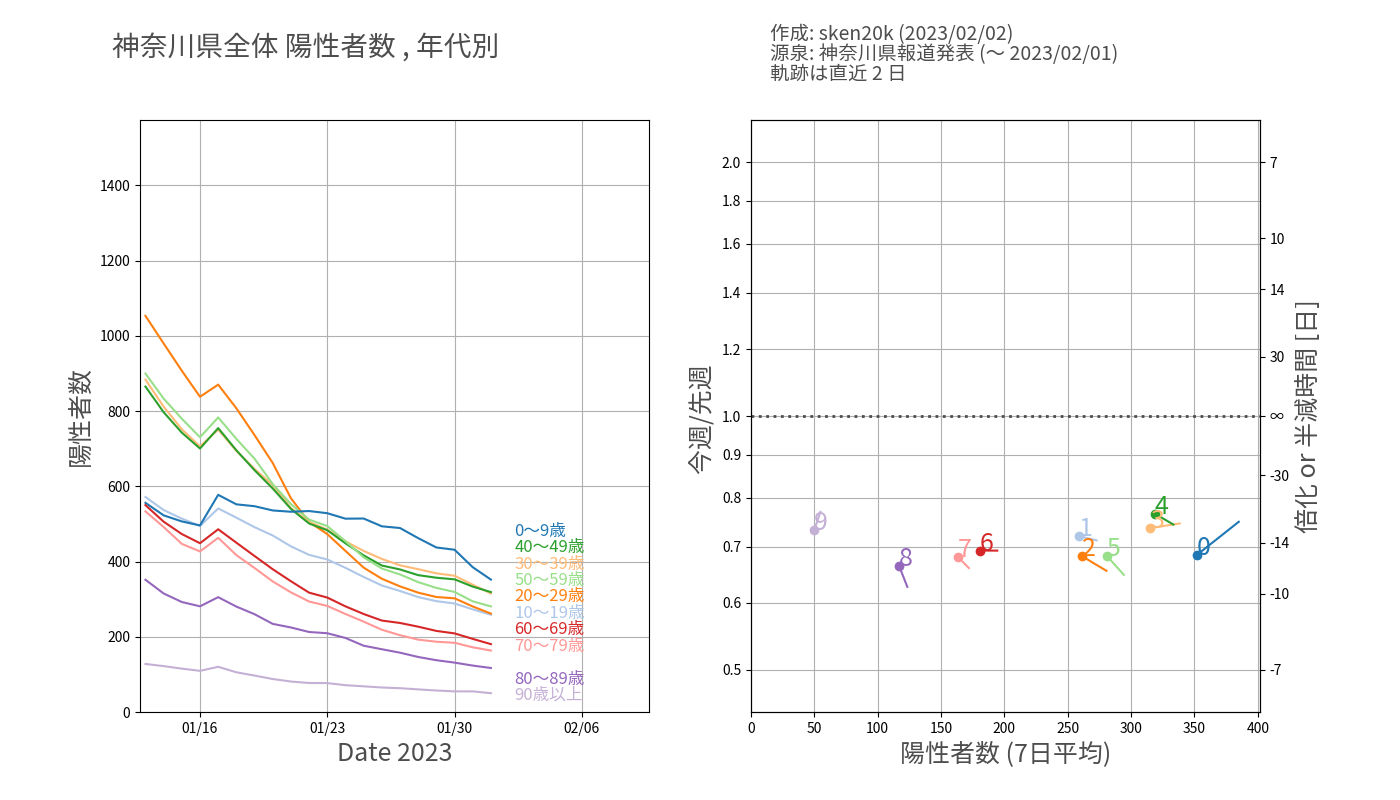 神奈川県全体 陽性者数 , 年代別
作成: sken20k (2023/02/02)
源泉: 神奈川県報道発表 (〜 2023/02/01)
軌跡は直近 2 日
陽性者数
1400
1200
1000
800
600
400
200
0
01/16
01/23
01/30
02/06
Date 2023
0〜9歳
40〜49歳
30〜39歳
50〜59歳
20〜29歳
10〜19歳
60〜69歳
70〜79歳
80〜89歳
90歳以上
今週/先週
2.0
1.8
1.6
1.4
1.2
1.0
0.9
0.8
0.7
0.6
0.5
9
8
7
6
1
2
5
4
3
0
0
50
100
150
200
250
300
350
400
陽性者数 (7日平均)
7
10
14
30
∞
-30
-14
-10
-7
倍化 or 半減時間 [日]